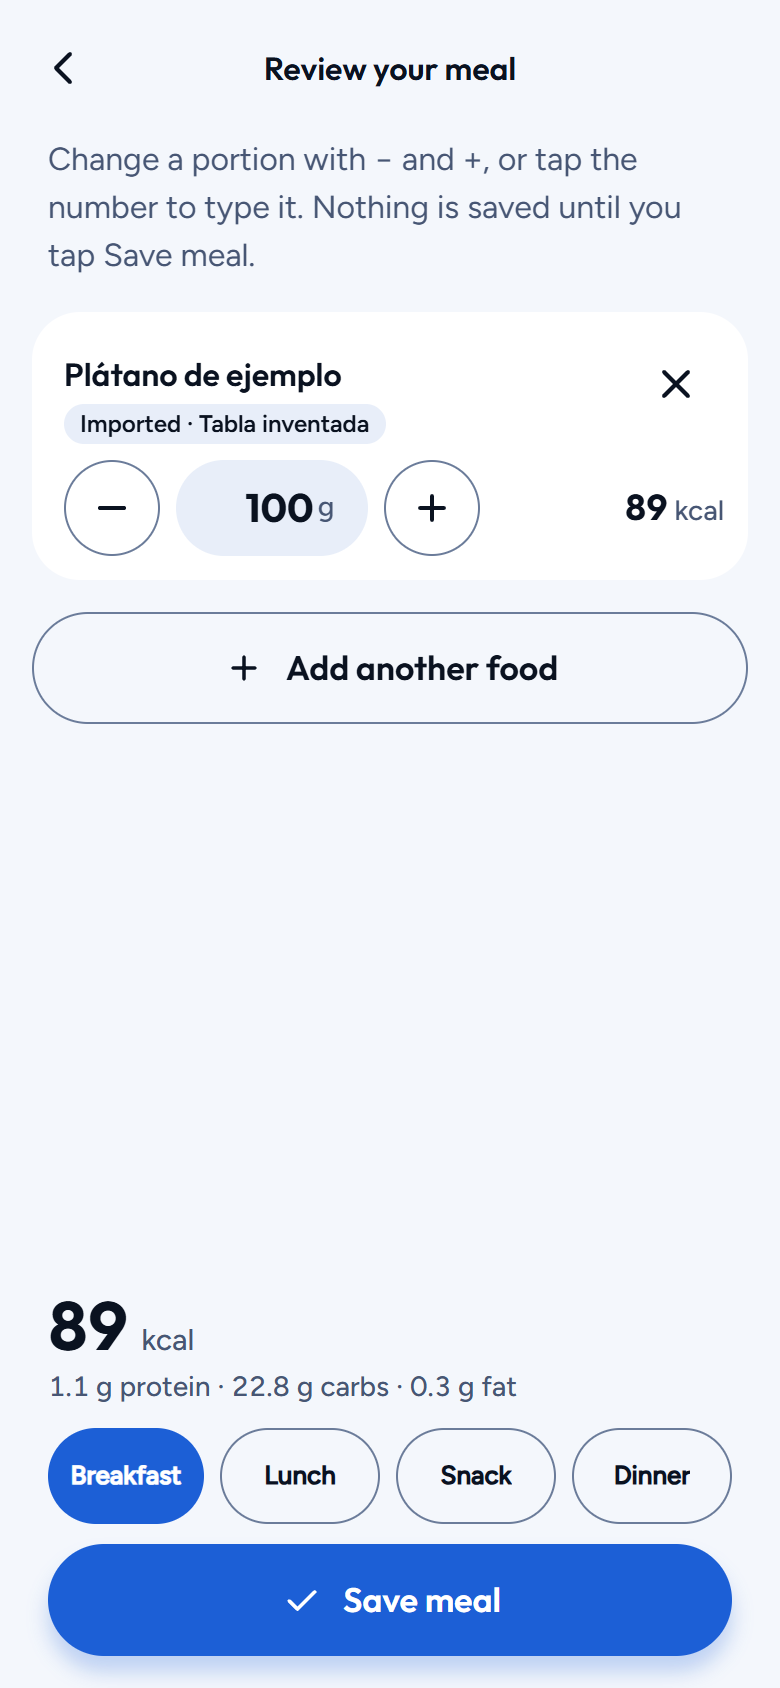 Review your meal
Change a portion with − and +, or tap the
number to type it. Nothing is saved until you
tap Save meal.
Plátano de ejemplo
Imported · Tabla inventada
100 g
89 kcal
Add another food
89 kcal
1.1 g protein · 22.8 g carbs · 0.3 g fat
Breakfast Lunch Snack Dinner
Save meal